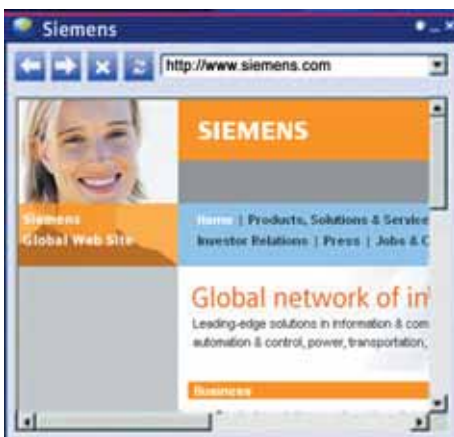 Siemens
http://www.siemens.com
SIEMENS
Siemens
Global Web Site
Home | Products, Solutions & Service
Investor Relations | Press | Jobs & C
Global network of in
Leading-edge solutions in information & com
automation & control, power, transportation,
Business